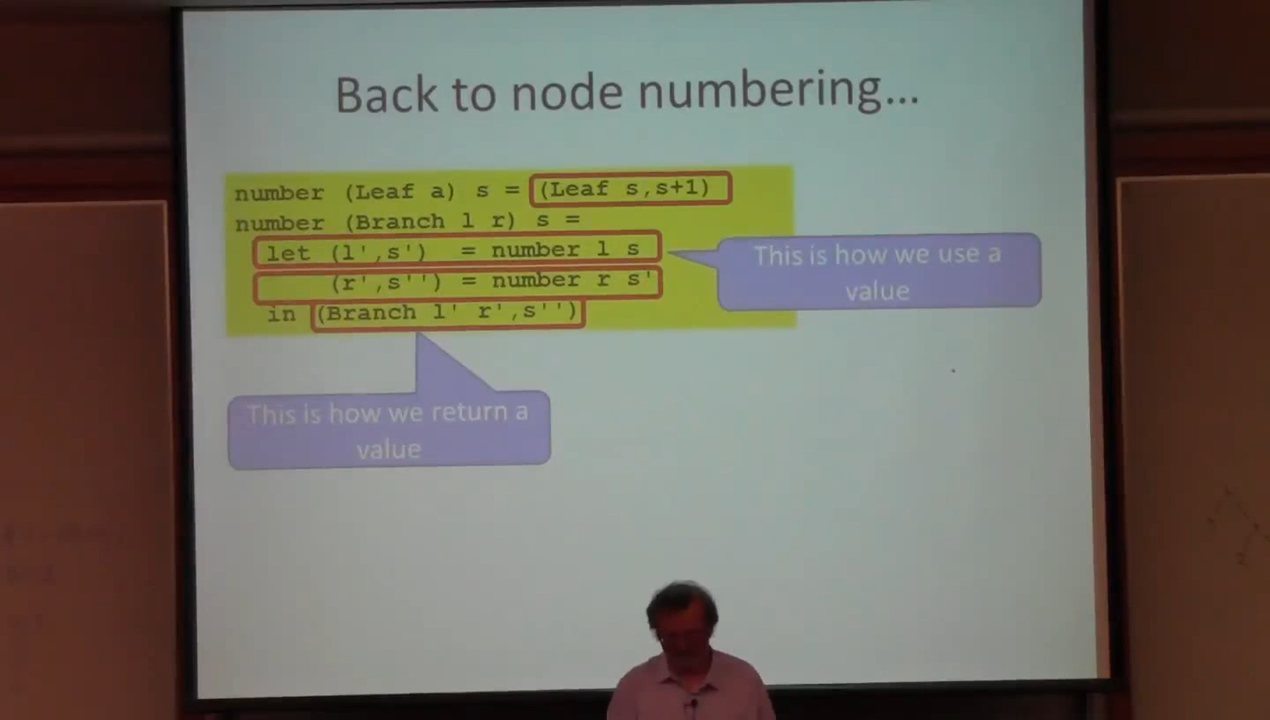 Back to node numbering...
number (Leaf a) s = (Leaf s,s+1)
number (Branch l r) s =
let (l',s') = number l s
(r',s'') = number r s'
in (Branch l' r',s'')
This is how we use a
value
This is how we return a
value